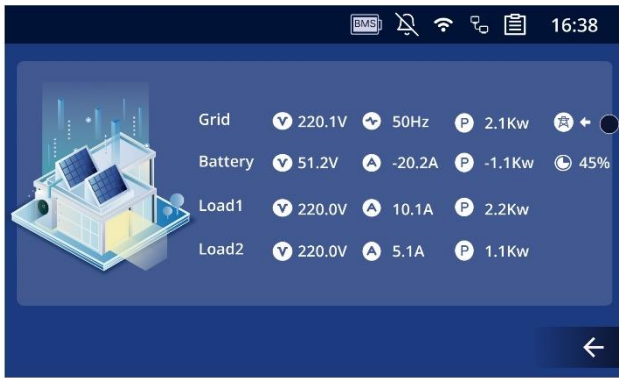 BMS 16:38
Grid V 220.1V 50Hz P 2.1Kw
Battery V 51.2V A -20.2A P -1.1Kw 45%
Load1 V 220.0V A 10.1A P 2.2Kw
Load2 V 220.0V A 5.1A P 1.1Kw